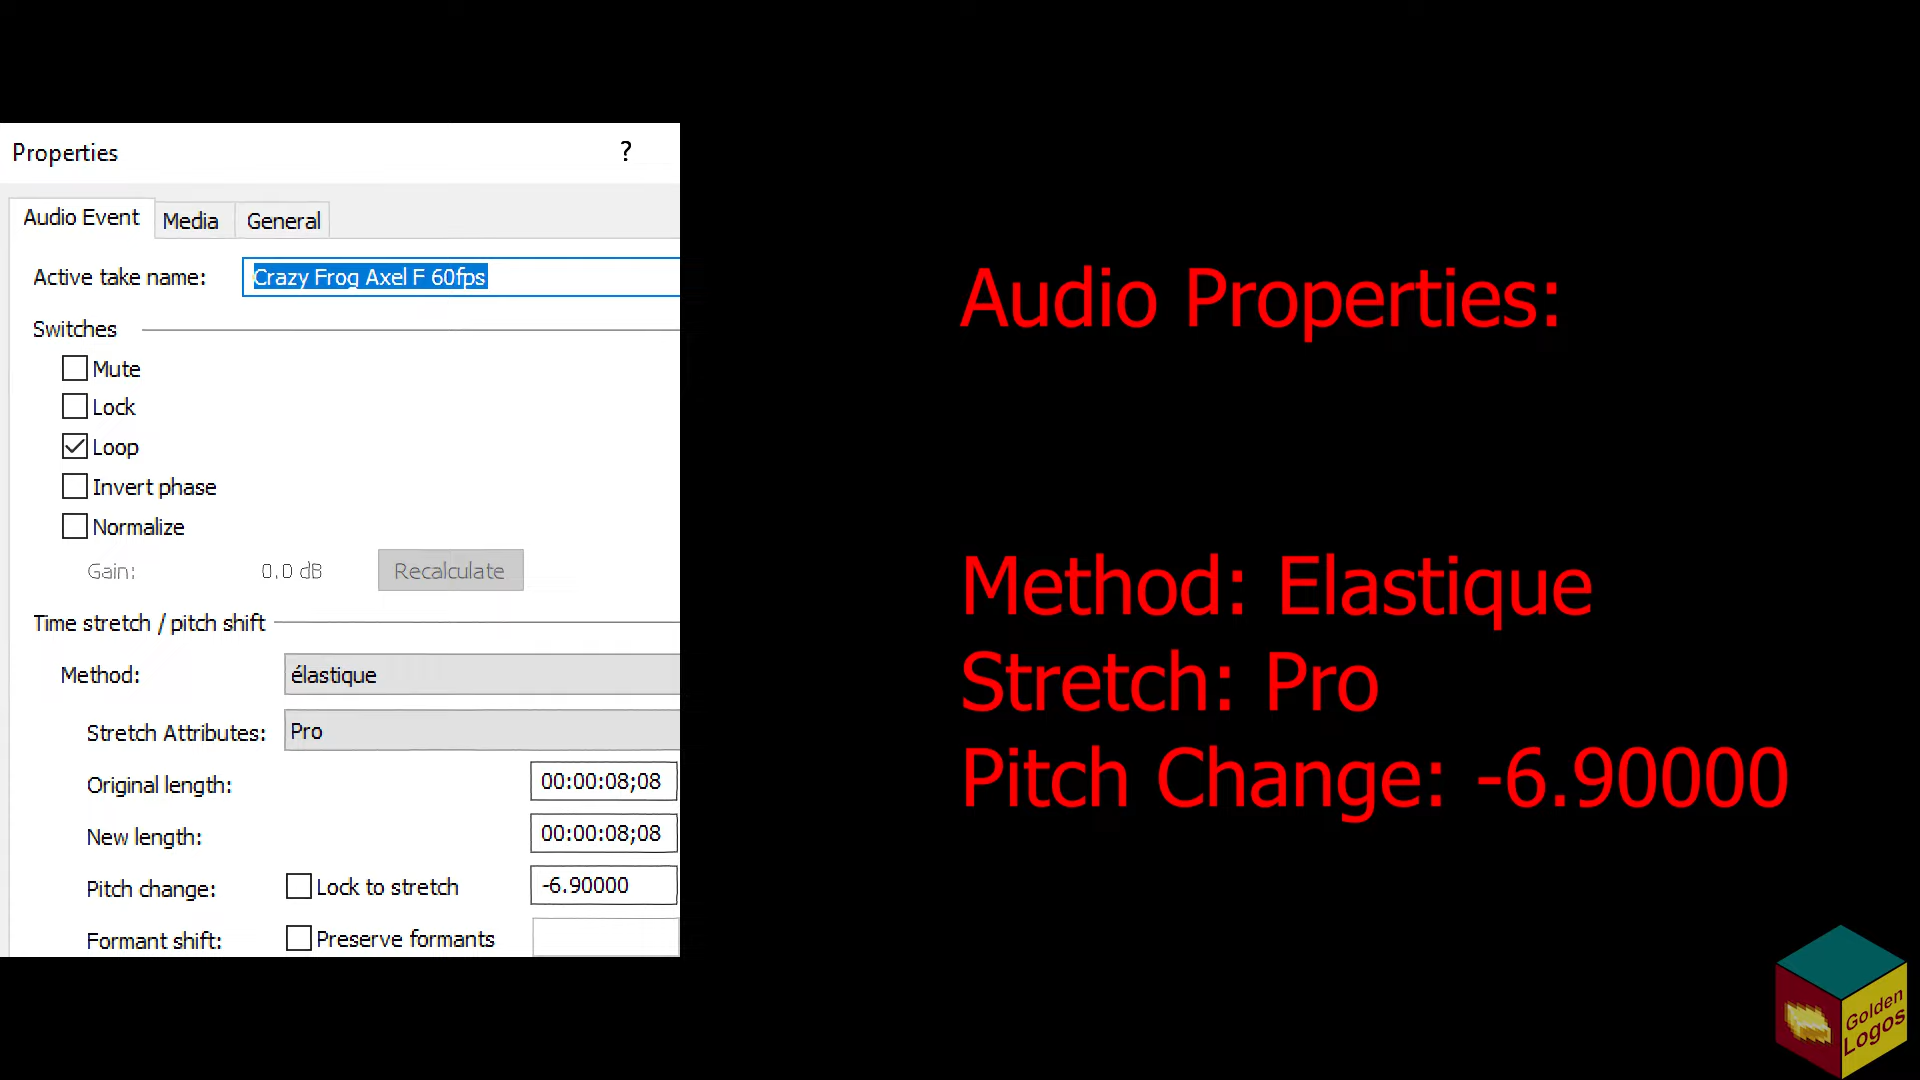 Properties
?
Audio Event
Media
General
Active take name:
Crazy Frog Axel F 60fps
Switches
Mute
Lock
Loop
Invert phase
Normalize
Gain:
0.0 dB
Recalculate
Time stretch / pitch shift
Method:
élastique
Stretch Attributes:
Pro
Original length:
00:00:08;08
New length:
00:00:08;08
Pitch change:
Lock to stretch
-6.90000
Formant shift:
Preserve formants
Audio Properties:
Method: Elastique
Stretch: Pro
Pitch Change: -6.90000
Golden
Logos